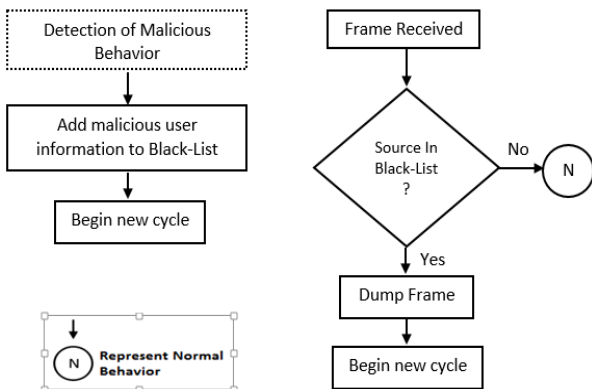 Detection of Malicious
Behavior
Add malicious user
information to Black-List
Begin new cycle
N
Represent Normal
Behavior
Frame Received
Source In
Black-List
?
No
N
Yes
Dump Frame
Begin new cycle